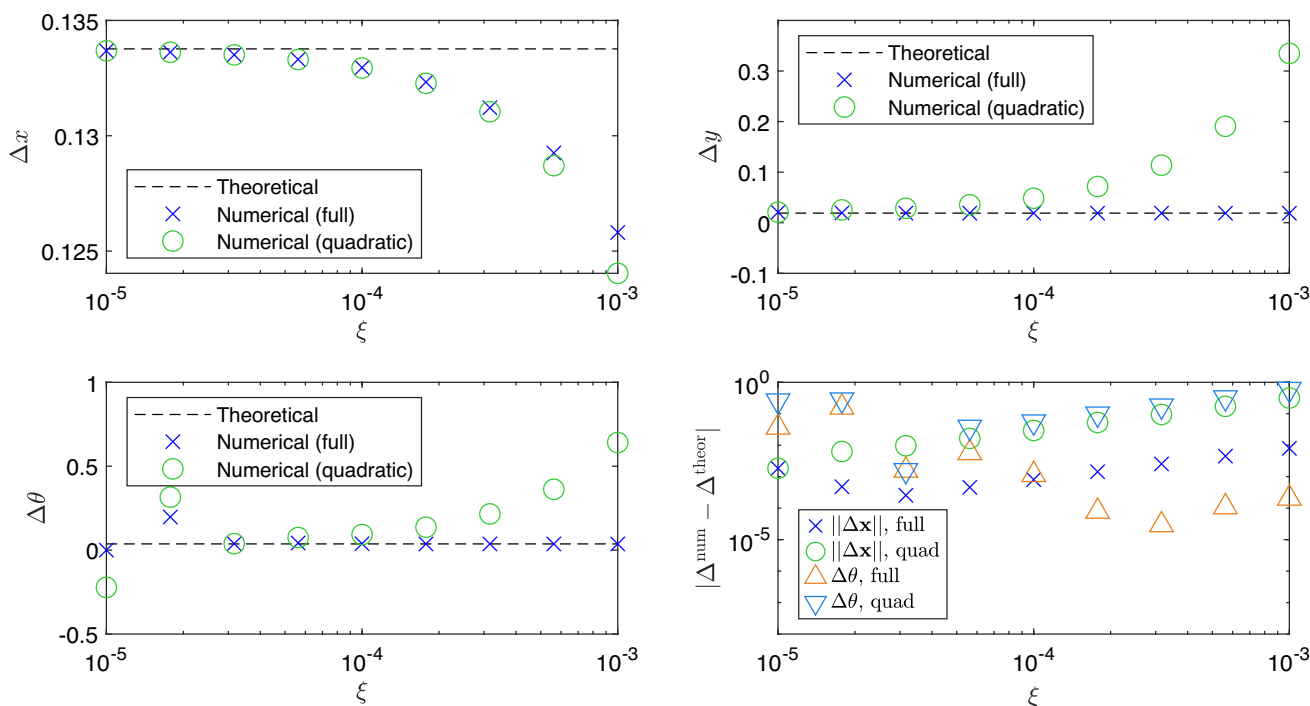 0.135
0.13
0.125
Δx
Theoretical
Numerical (full)
Numerical (quadratic)
10^-5
10^-4
10^-3
ξ
0.3
0.2
0.1
0
-0.1
Δy
Theoretical
Numerical (full)
Numerical (quadratic)
10^-5
10^-4
10^-3
ξ
1
0.5
0
-0.5
Δθ
Theoretical
Numerical (full)
Numerical (quadratic)
10^-5
10^-4
10^-3
ξ
10^0
10^-5
|Δ^num − Δ^theor|
||Δx||, full
||Δx||, quad
Δθ, full
Δθ, quad
10^-5
10^-4
10^-3
ξ